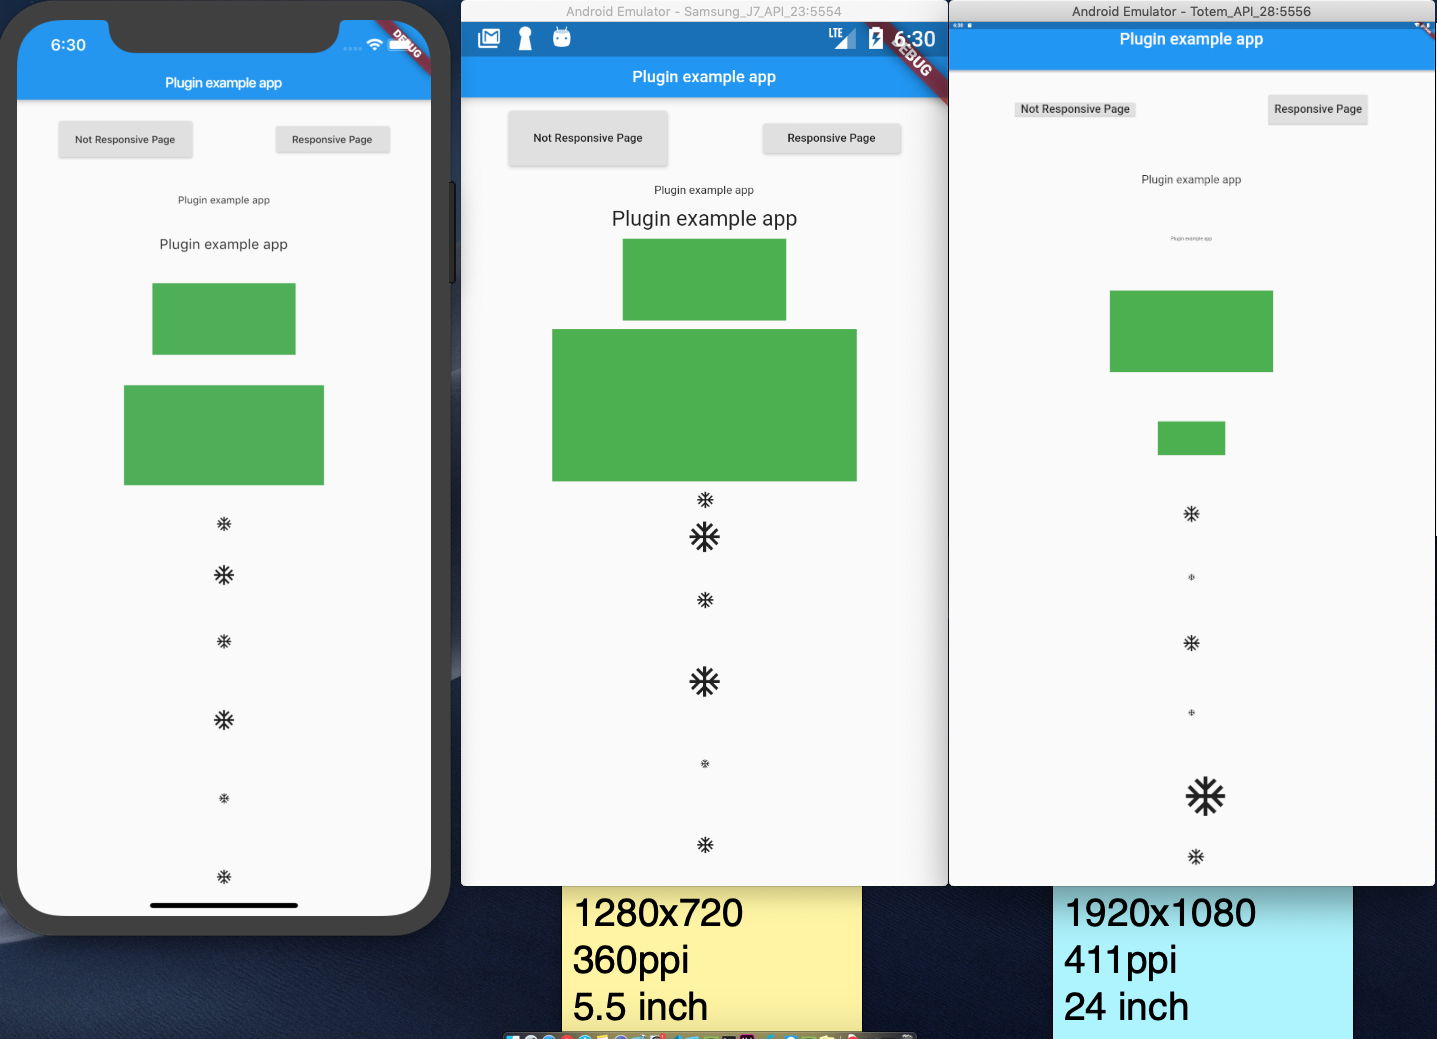 Android Emulator - Samsung_J7_API_23:5554
Android Emulator - Totem_API_28:5556
6:30
DEBUG
Plugin example app
Not Responsive Page
Responsive Page
Plugin example app
Plugin example app
LTE
6:30
DEBUG
Plugin example app
Not Responsive Page
Responsive Page
Plugin example app
Plugin example app
Plugin example app
Not Responsive Page
Responsive Page
Plugin example app
Plugin example app
1280x720
360ppi
5.5 inch
1920x1080
411ppi
24 inch